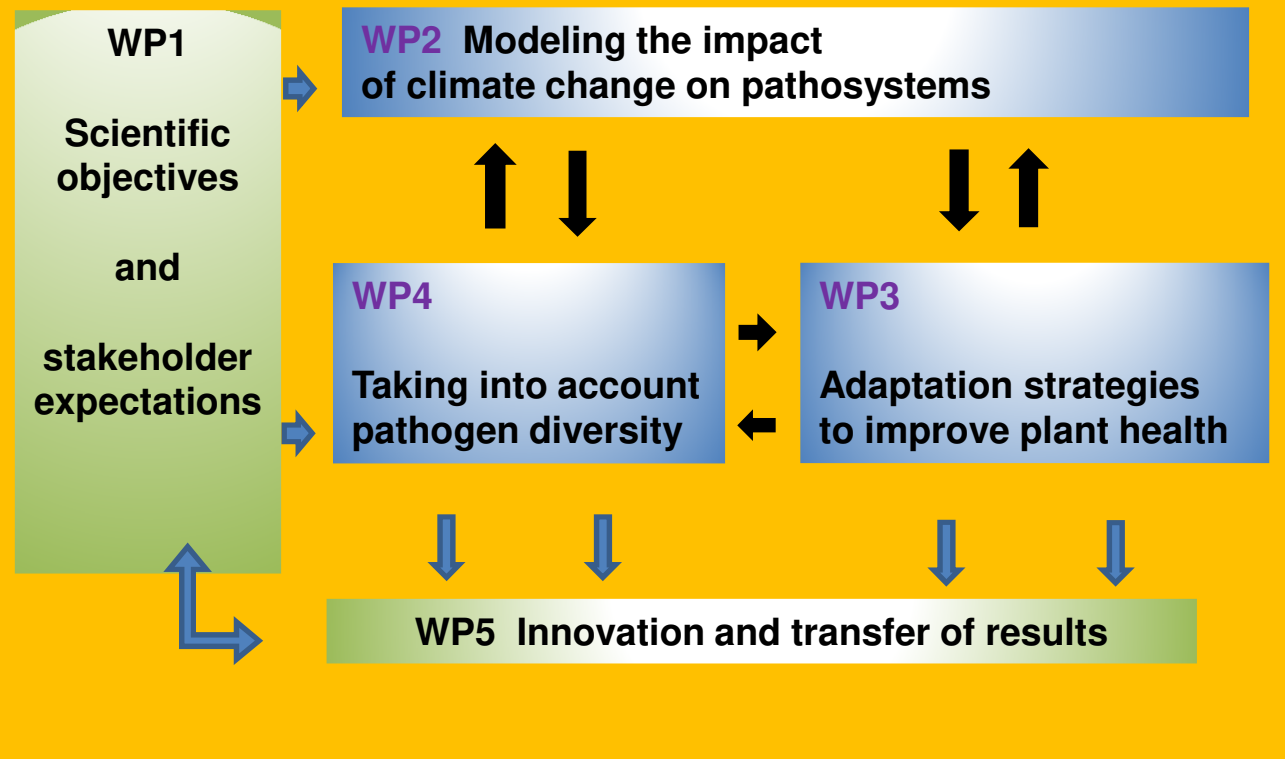 WP1
Scientific
objectives
and
stakeholder
expectations
WP2 Modeling the impact
of climate change on pathosystems
WP4
Taking into account
pathogen diversity
WP3
Adaptation strategies
to improve plant health
WP5 Innovation and transfer of results